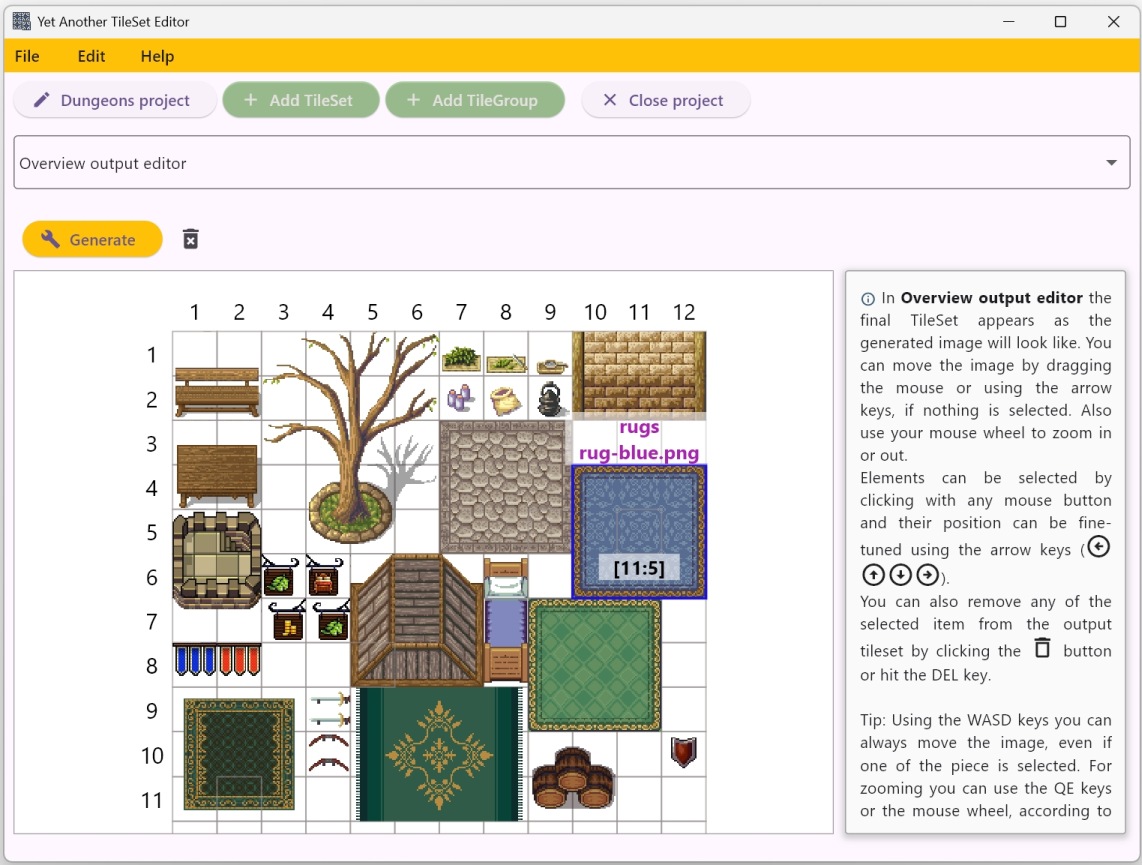 Yet Another TileSet Editor
File Edit Help
Dungeons project Add TileSet Add TileGroup Close project
Overview output editor
Generate
1 2 3 4 5 6 7 8 9 10 11 12
1
2
3
4
5
6
7
8
9
10
11
rugs
rug-blue.png
[11:5]
In Overview output editor the
final TileSet appears as the
generated image will look like. You
can move the image by dragging
the mouse or using the arrow
keys, if nothing is selected. Also
use your mouse wheel to zoom in
or out.
Elements can be selected by
clicking with any mouse button
and their position can be fine-
tuned using the arrow keys (
).
You can also remove any of the
selected item from the output
tileset by clicking the button
or hit the DEL key.
Tip: Using the WASD keys you can
always move the image, even if
one of the piece is selected. For
zooming you can use the QE keys
or the mouse wheel, according to